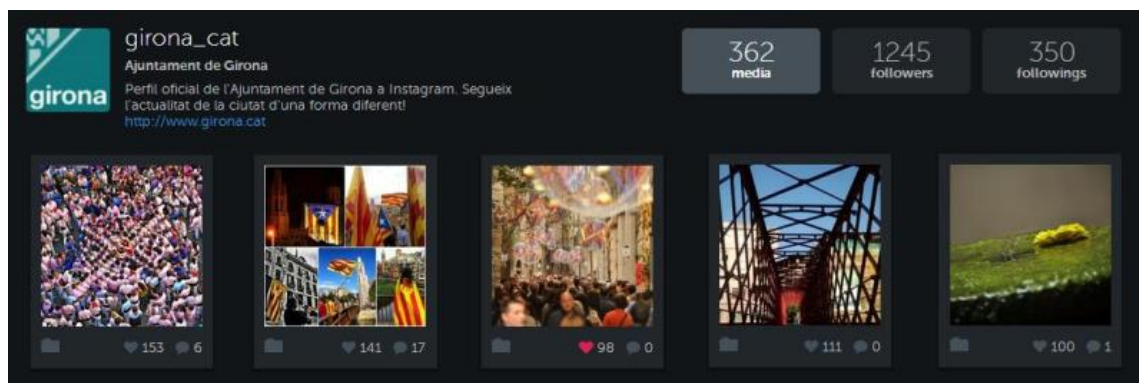 girona
girona_cat
Ajuntament de Girona
Perfil oficial de l'Ajuntament de Girona a Instagram. Segueix
l'actualitat de la ciutat d'una forma diferent!
http://www.girona.cat
362
media
1245
followers
350
followings
153 6
141 17
98 0
111 0
100 1